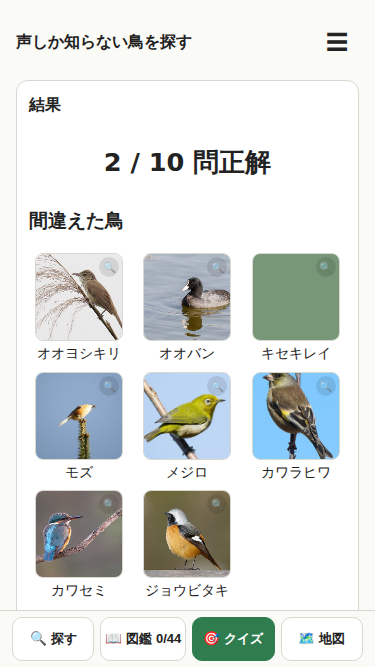 声しか知らない鳥を探す
☰
結果
2 / 10 問正解
間違えた鳥
オオヨシキリ
オオバン
キセキレイ
モズ
メジロ
カワラヒワ
カワセミ
ジョウビタキ
🔍 探す
📖 図鑑 0/44
🎯 クイズ
🗺️ 地図